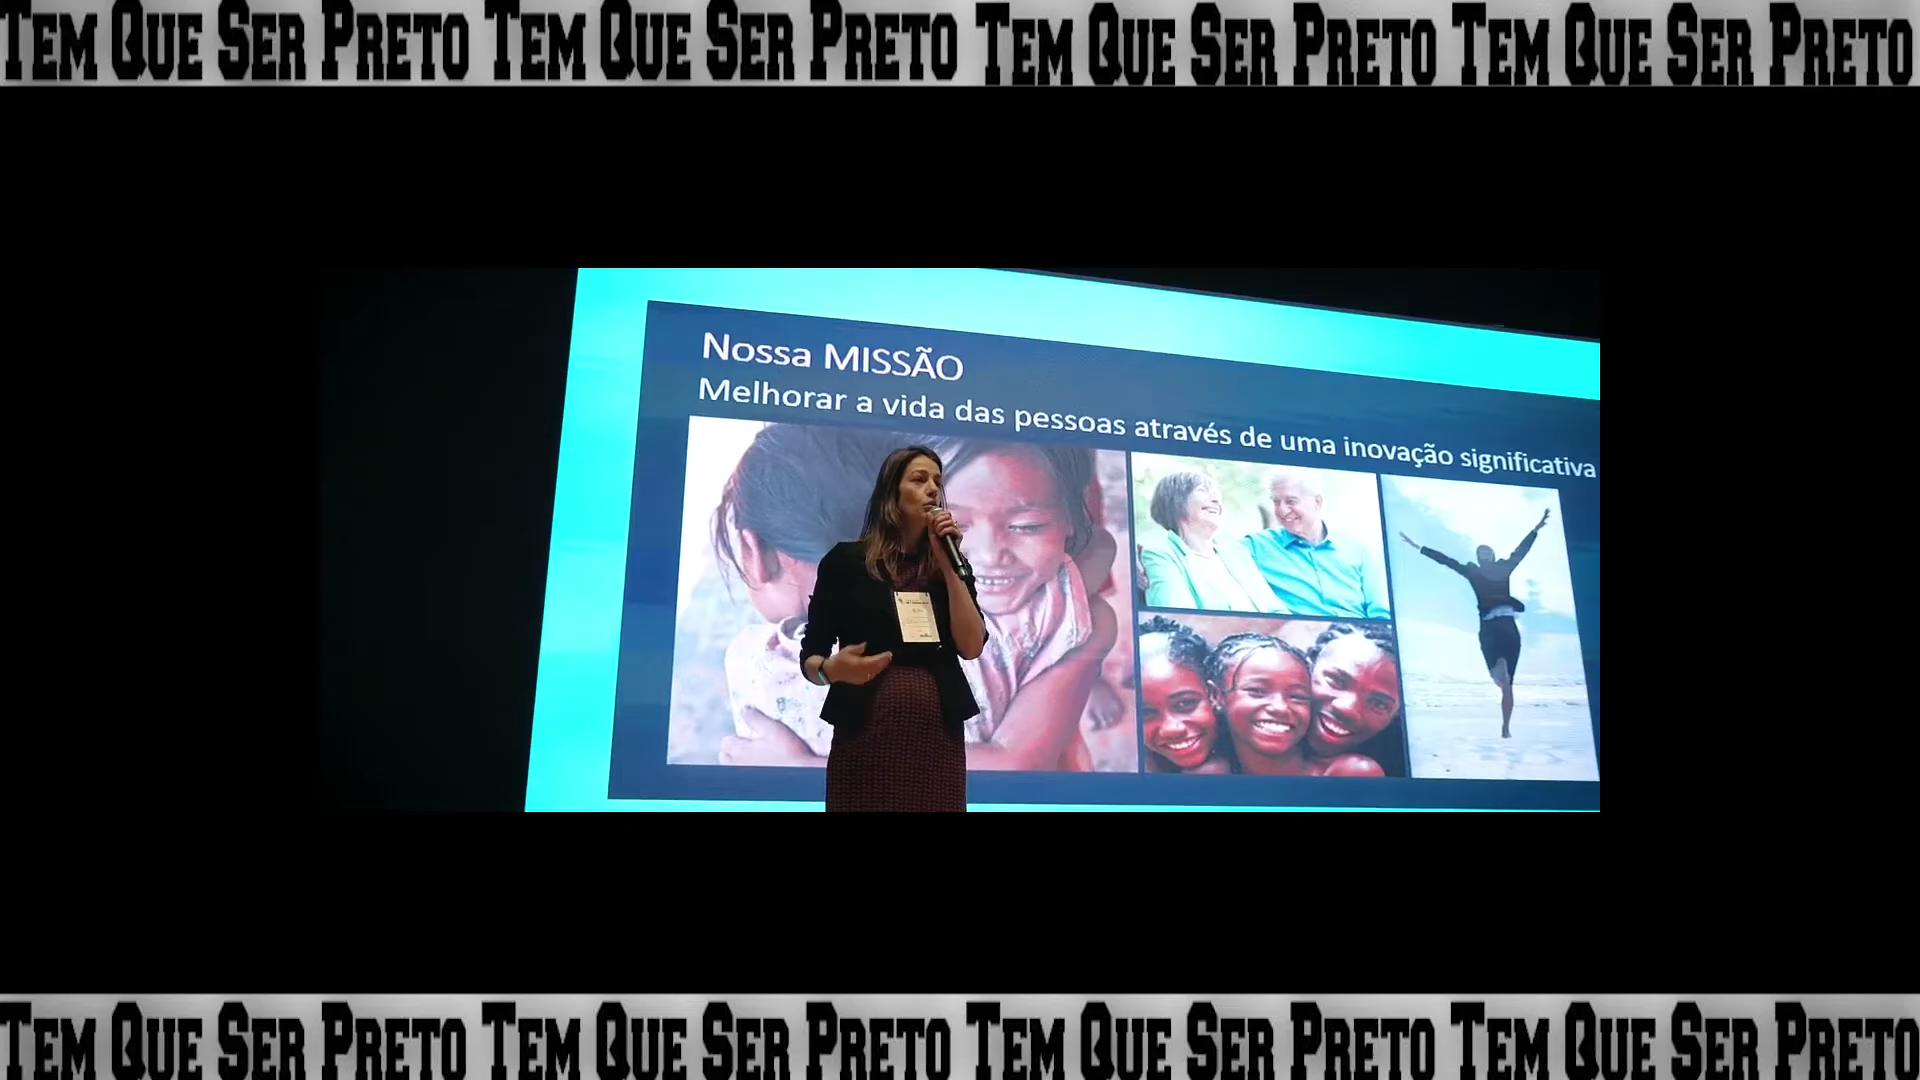 TEM QUE SER PRETO TEM QUE SER PRETO TEM QUE SER PRETO TEM QUE SER PRETO
Nossa MISSÃO
Melhorar a vida das pessoas através de uma inovação significativa
TEM QUE SER PRETO TEM QUE SER PRETO TEM QUE SER PRETO TEM QUE SER PRETO